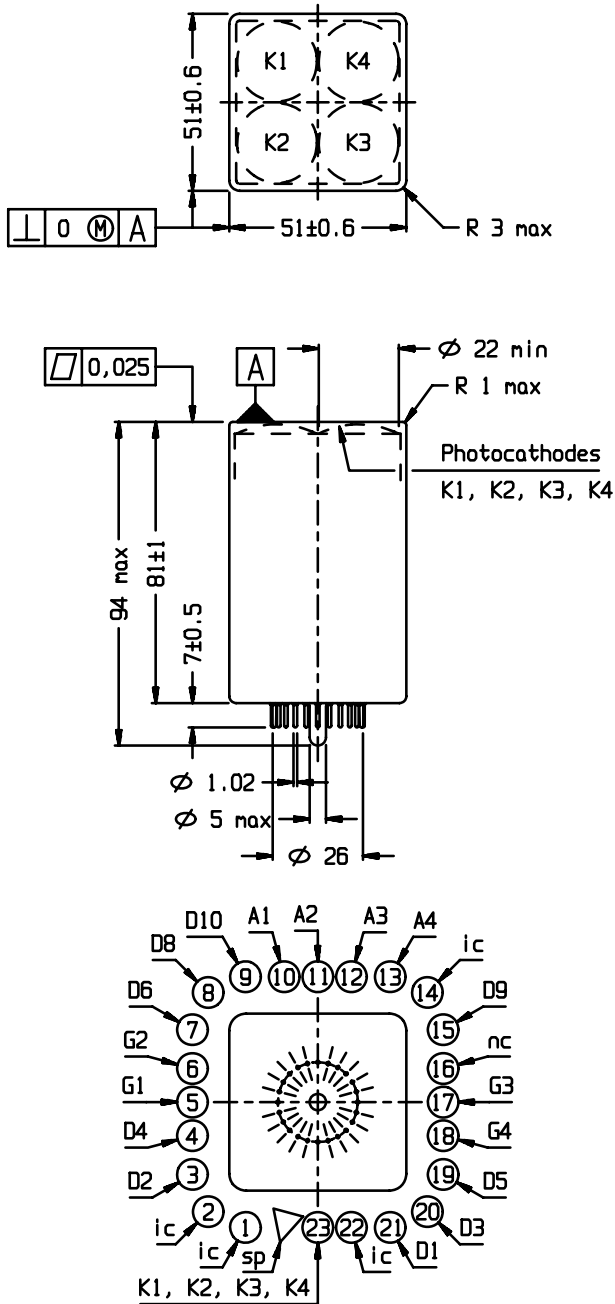 K1 K4
K2 K3
51±0.6
⊥ 0 Ⓜ A
51±0.6
R 3 max
⏥ 0,025
A
Ø 22 min
R 1 max
Photocathodes
K1, K2, K3, K4
94 max
81±1
7±0.5
Ø 1.02
Ø 5 max
Ø 26
D10 A1 A2 A3 A4
D8 ic
9 10 11 12 13
8 14
D6 7 15 D9
G2 6 16 nc
G1 5 17 G3
D4 4 18 G4
D2 3 19 D5
ic 2 20 D3
1 23 22 21
ic sp ic D1
K1, K2, K3, K4